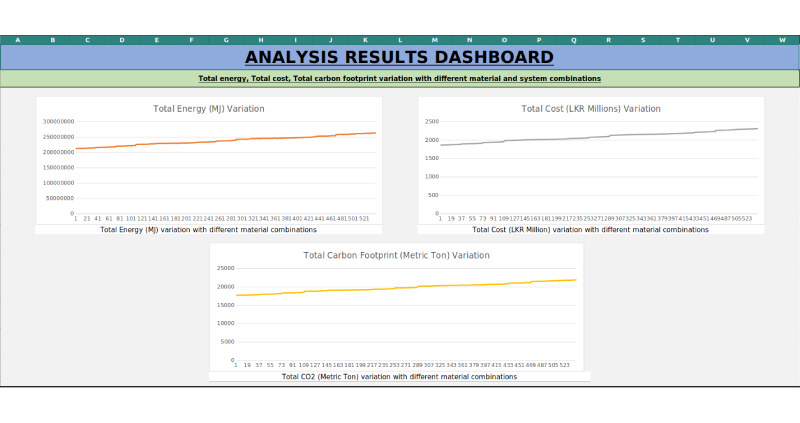 A B C D E F G H I J K L M N O P Q R S T U V W
ANALYSIS RESULTS DASHBOARD
Total energy, Total cost, Total carbon footprint variation with different material and system combinations
Total Energy (MJ) Variation
300000000
250000000
200000000
150000000
100000000
50000000
0
1 21 41 61 81 101 121 141 161 181 201 221 241 261 281 301 321 341 361 381 401 421 441 461 481 501 521
Total Energy (MJ) variation with different material combinations
Total Cost (LKR Millions) Variation
2500
2000
1500
1000
500
0
1 19 37 55 73 91 109 127 145 163 181 199 217 235 253 271 289 307 325 343 361 379 397 415 433 451 469 487 505 523
Total Cost (LKR Million) variation with different material combinations
Total Carbon Footprint (Metric Ton) Variation
25000
20000
15000
10000
5000
0
1 19 37 55 73 91 109 127 145 163 181 199 217 235 253 271 289 307 325 343 361 379 397 415 433 451 469 487 505 523
Total CO2 (Metric Ton) variation with different material combinations